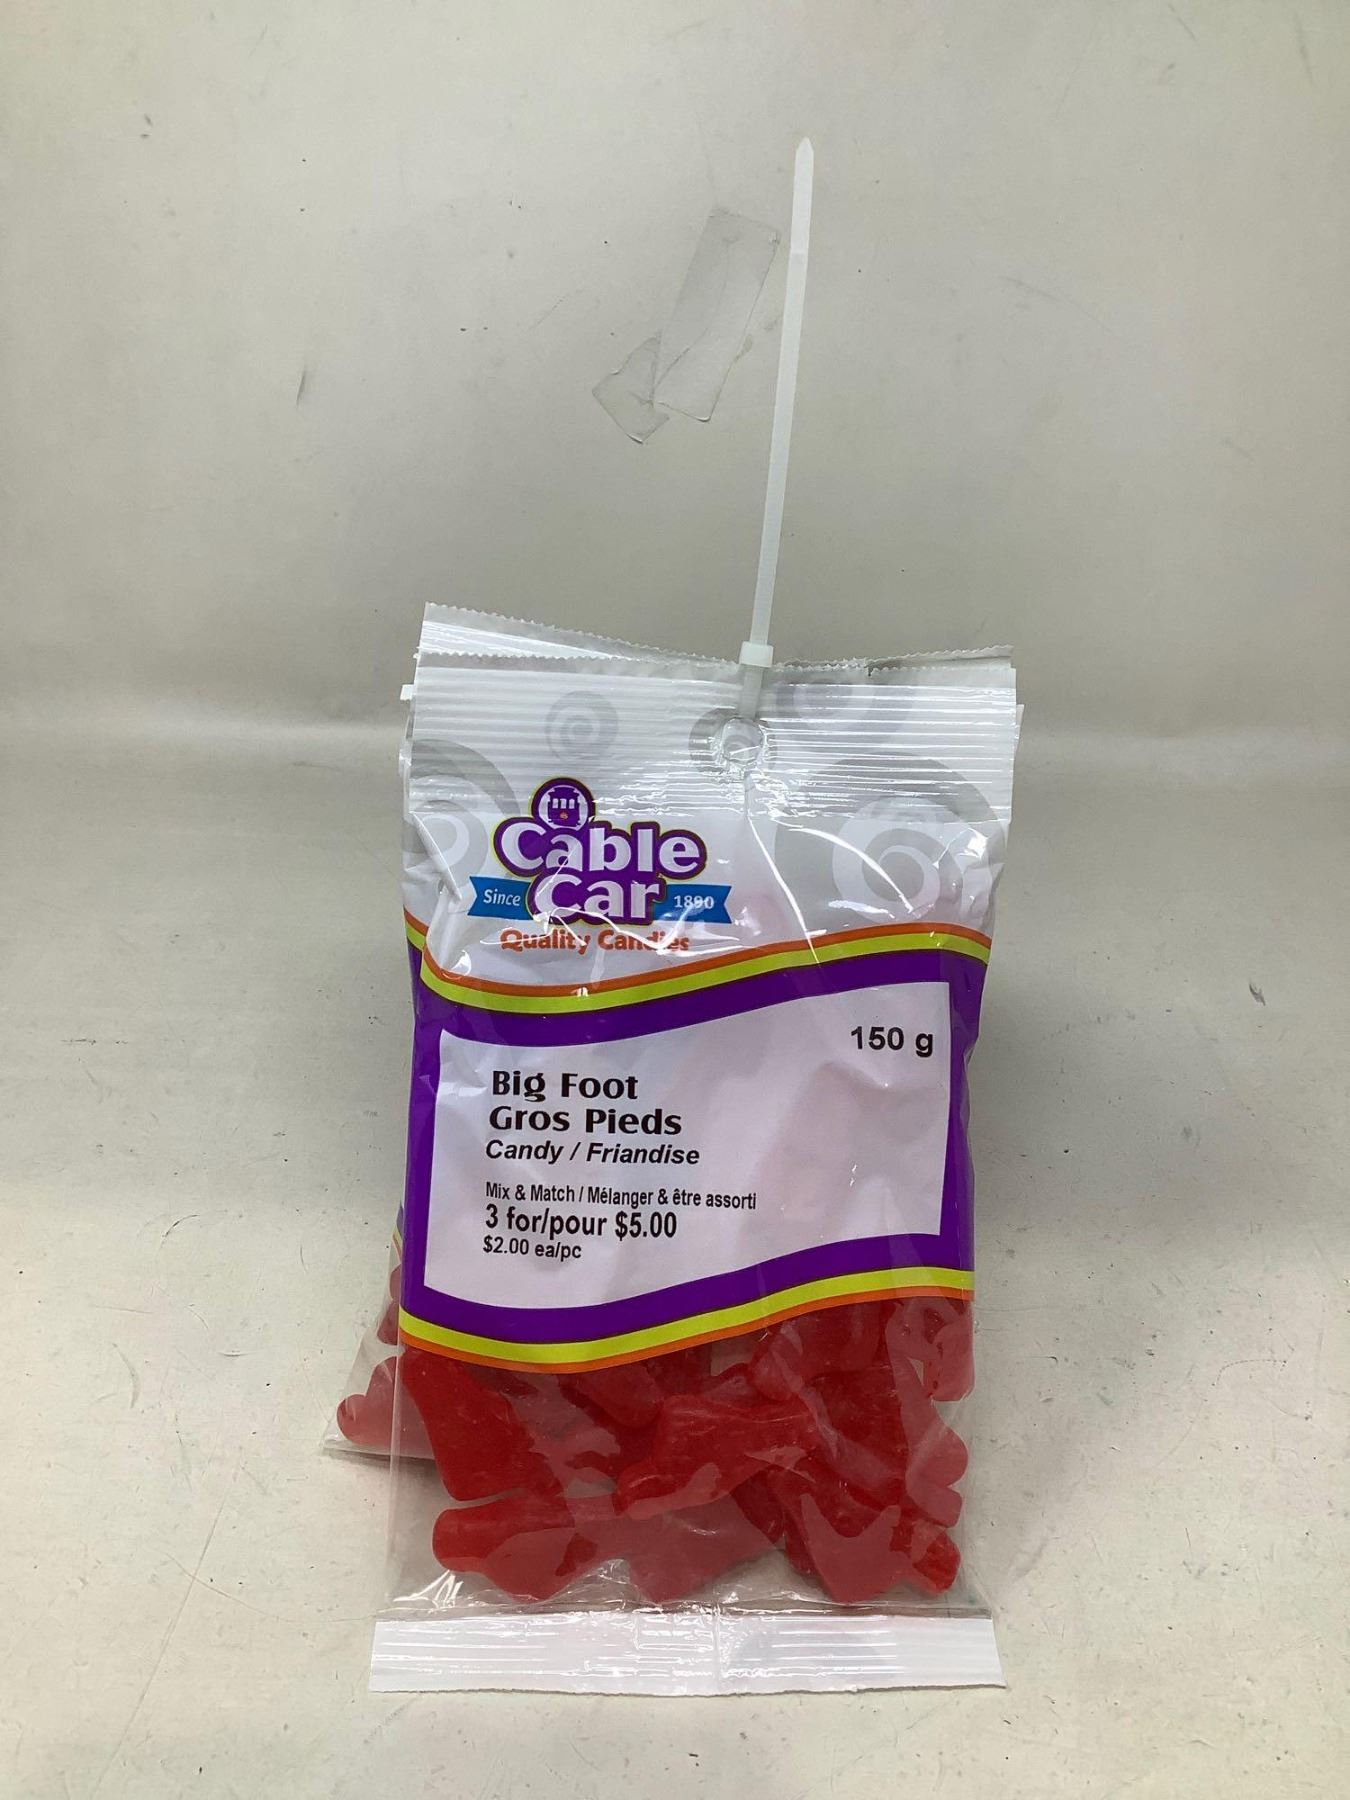 Cable
Since Car 1890
Quality Candies
150 g
Big Foot
Gros Pieds
Candy / Friandise
Mix & Match / Mélanger & être assorti
3 for/pour $5.00
$2.00 ea/pc